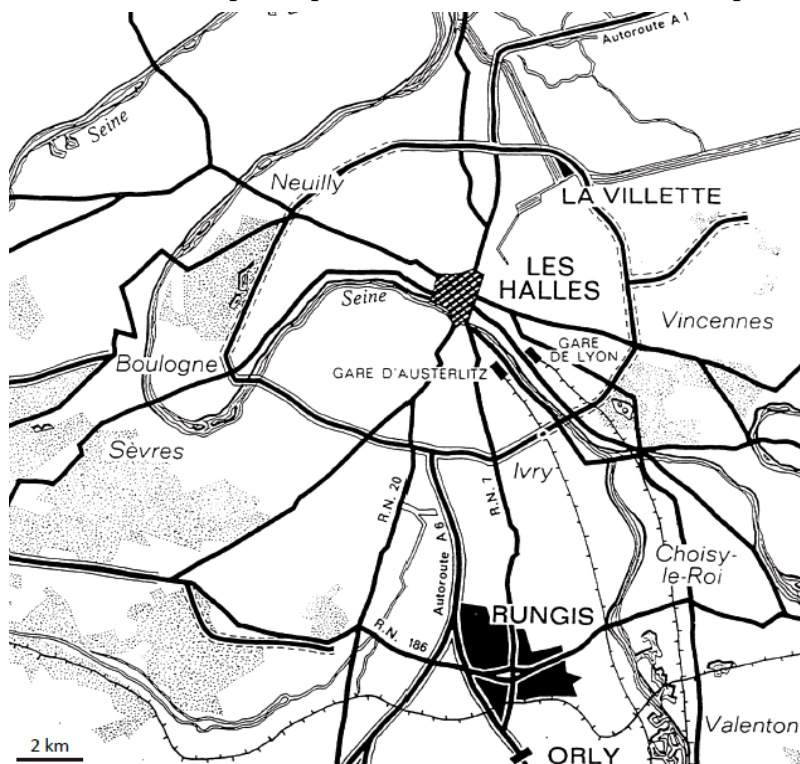 Autoroute A 1
Seine
Neuilly
LA VILLETTE
LES
HALLES
Seine
Vincennes
GARE
DE LYON
Boulogne
GARE D'AUSTERLITZ
Sèvres
Ivry
R.N. 20
R.N. 7
Autoroute A 6
Choisy-
le-Roi
RUNGIS
R.N. 186
Valenton
2 km
ORLY